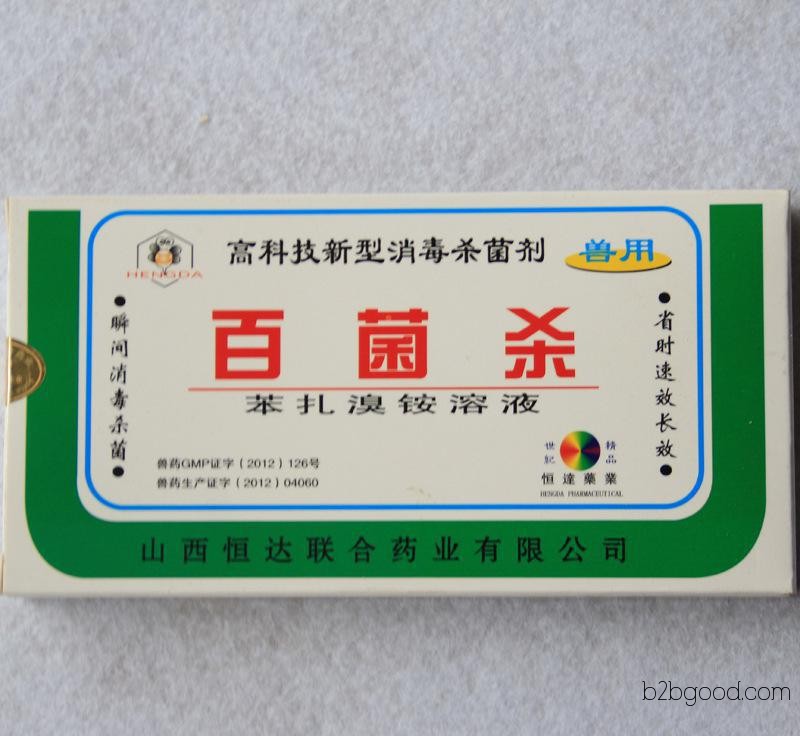 HENGDA
高科技新型消毒杀菌剂
兽用
瞬间消毒杀菌
百菌杀
苯扎溴铵溶液
省时速效长效
兽药GMP证字（2012）126号
兽药生产证字（2012）04060
世紀
精品
恒達藥業
HENGDA PHARMACEUTICAL
山西恒达联合药业有限公司
b2bgood.com